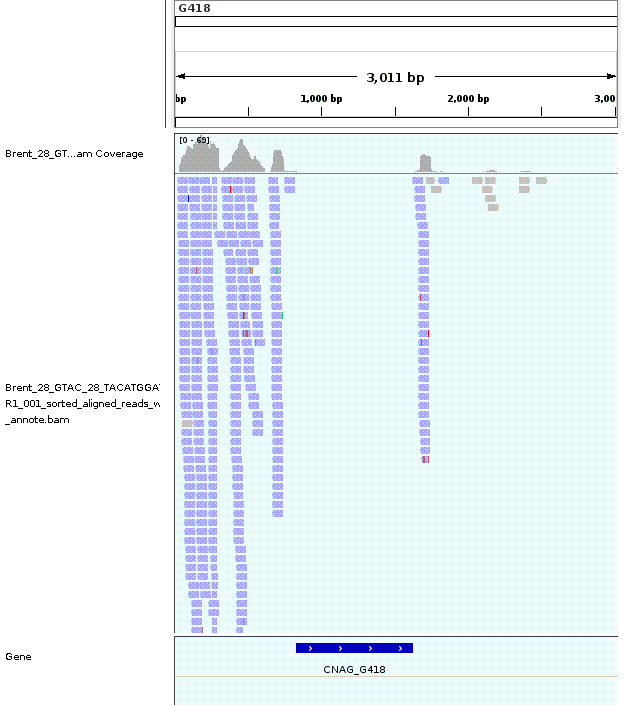 G418
3,011 bp
bp 1,000 bp 2,000 bp 3,00
[0 - 69]
Brent_28_GT...am Coverage
Brent_28_GTAC_28_TACATGGA
R1_001_sorted_aligned_reads_w
_annote.bam
Gene
CNAG_G418